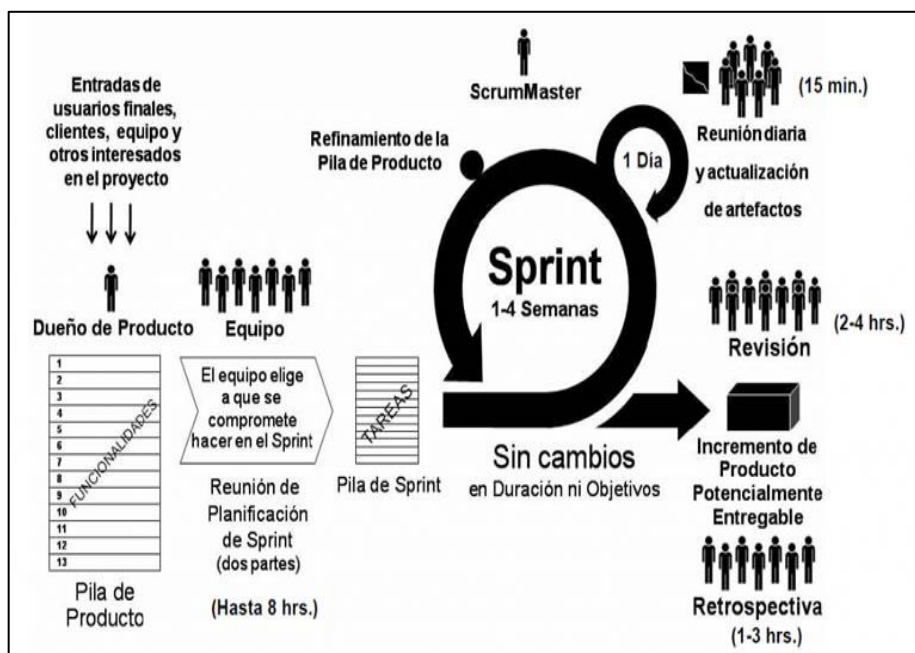 Entradas de
usuarios finales,
clientes, equipo y
otros interesados
en el proyecto
Dueño de Producto
1
2
3
4
5
6
7
8
9
10
11
12
13
FUNCIONALIDADES
Pila de
Producto
Equipo
El equipo elige
a que se
compromete
hacer en el Sprint
Reunión de
Planificación
de Sprint
(dos partes)
(Hasta 8 hrs.)
TAREAS
Pila de Sprint
ScrumMaster
Refinamiento de la
Pila de Producto
1 Día
Sprint
1-4 Semanas
Sin cambios
en Duración ni Objetivos
(15 min.)
Reunión diaria
y actualización
de artefactos
(2-4 hrs.)
Revisión
Incremento de
Producto
Potencialmente
Entregable
Retrospectiva
(1-3 hrs.)